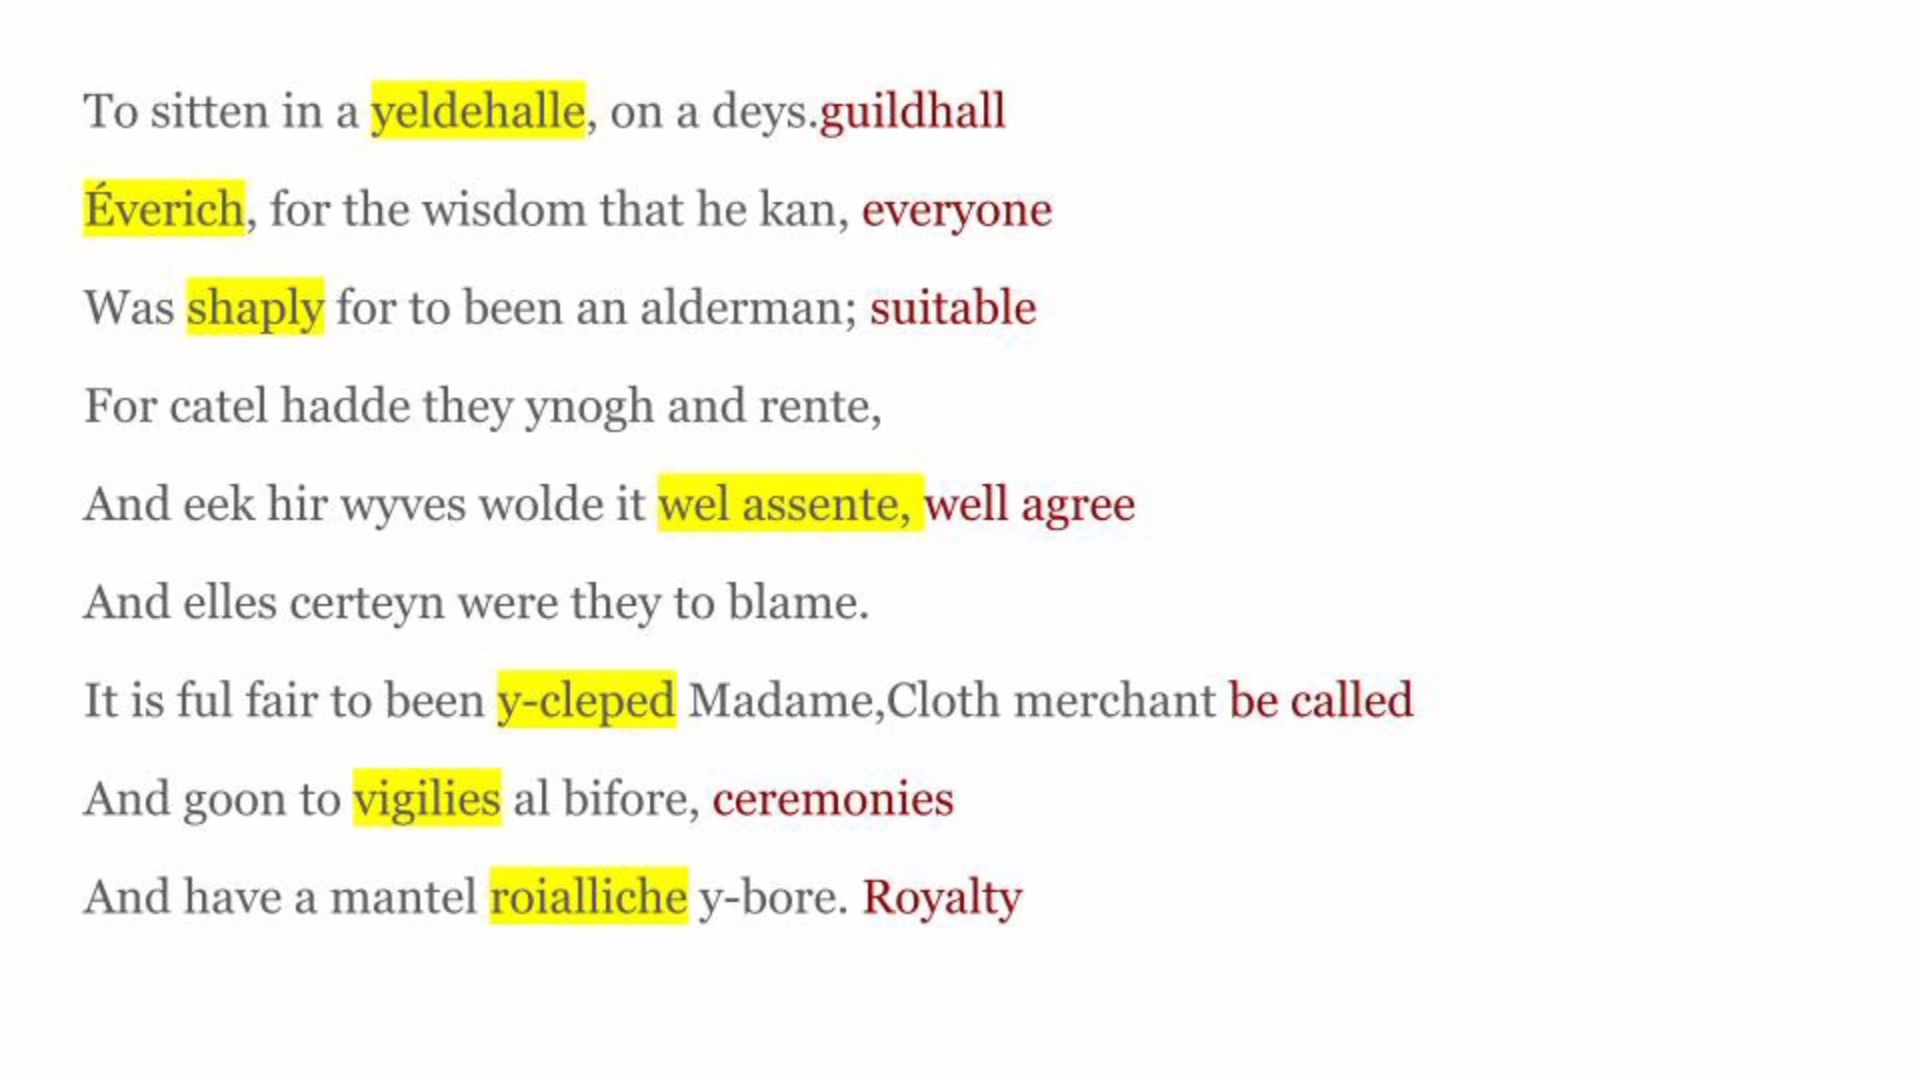 To sitten in a yeldehalle, on a deys.guildhall
Éverich, for the wisdom that he kan, everyone
Was shaply for to been an alderman; suitable
For catel hadde they ynogh and rente,
And eek hir wyves wolde it wel assente, well agree
And elles certeyn were they to blame.
It is ful fair to been y-cleped Madame,Cloth merchant be called
And goon to vigilies al bifore, ceremonies
And have a mantel roialliche y-bore. Royalty